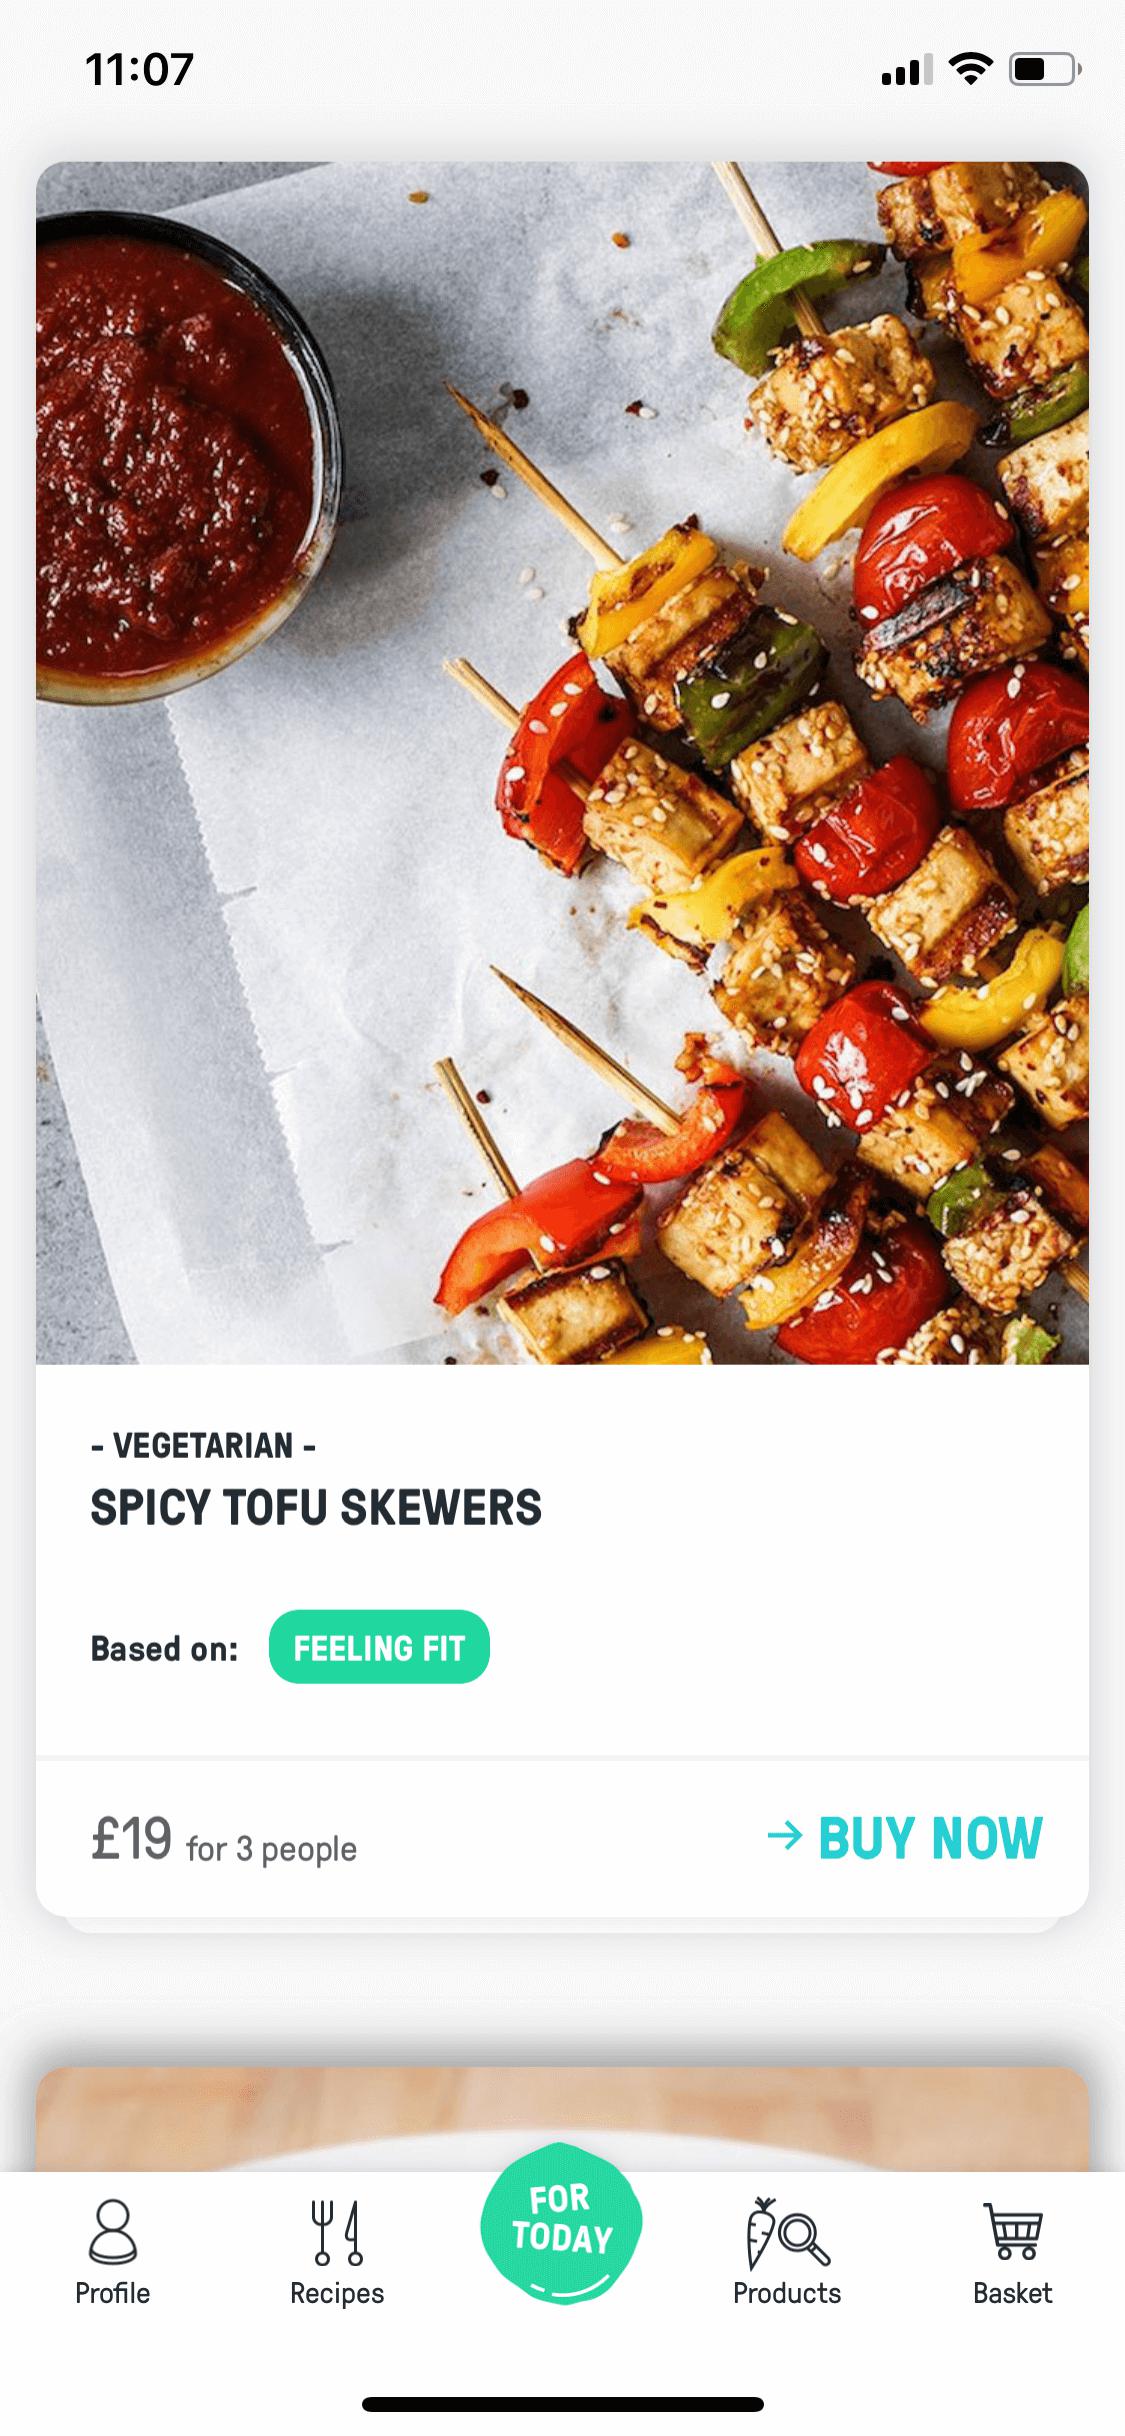 11:07
- VEGETARIAN -
SPICY TOFU SKEWERS
Based on: FEELING FIT
£19 for 3 people → BUY NOW
FOR
TODAY
Profile Recipes Products Basket